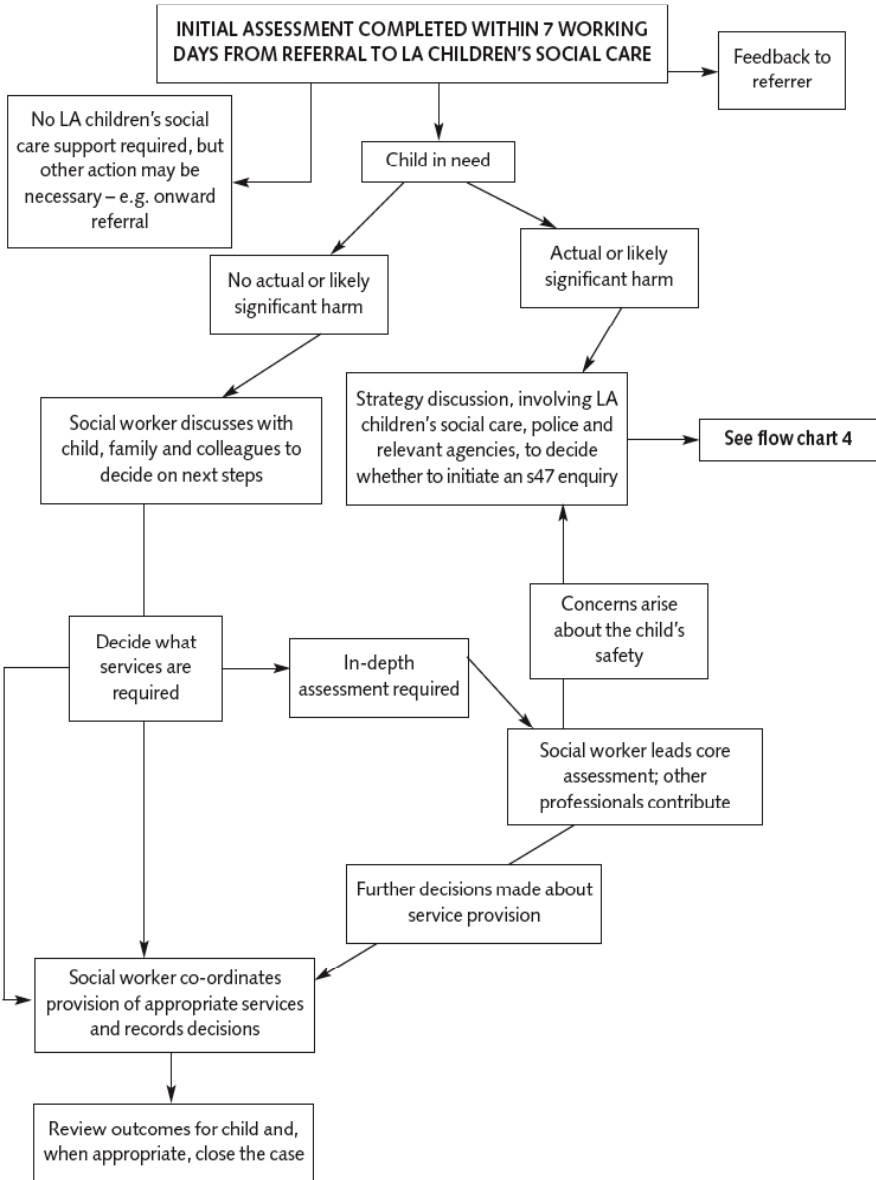 INITIAL ASSESSMENT COMPLETED WITHIN 7 WORKING
DAYS FROM REFERRAL TO LA CHILDREN'S SOCIAL CARE
Feedback to
referrer
No LA children's social
care support required, but
other action may be
necessary – e.g. onward
referral
Child in need
No actual or likely
significant harm
Actual or likely
significant harm
Social worker discusses with
child, family and colleagues to
decide on next steps
Strategy discussion, involving LA
children's social care, police and
relevant agencies, to decide
whether to initiate an s47 enquiry
See flow chart 4
Concerns arise
about the child's
safety
Decide what
services are
required
In-depth
assessment required
Social worker leads core
assessment; other
professionals contribute
Further decisions made about
service provision
Social worker co-ordinates
provision of appropriate services
and records decisions
Review outcomes for child and,
when appropriate, close the case